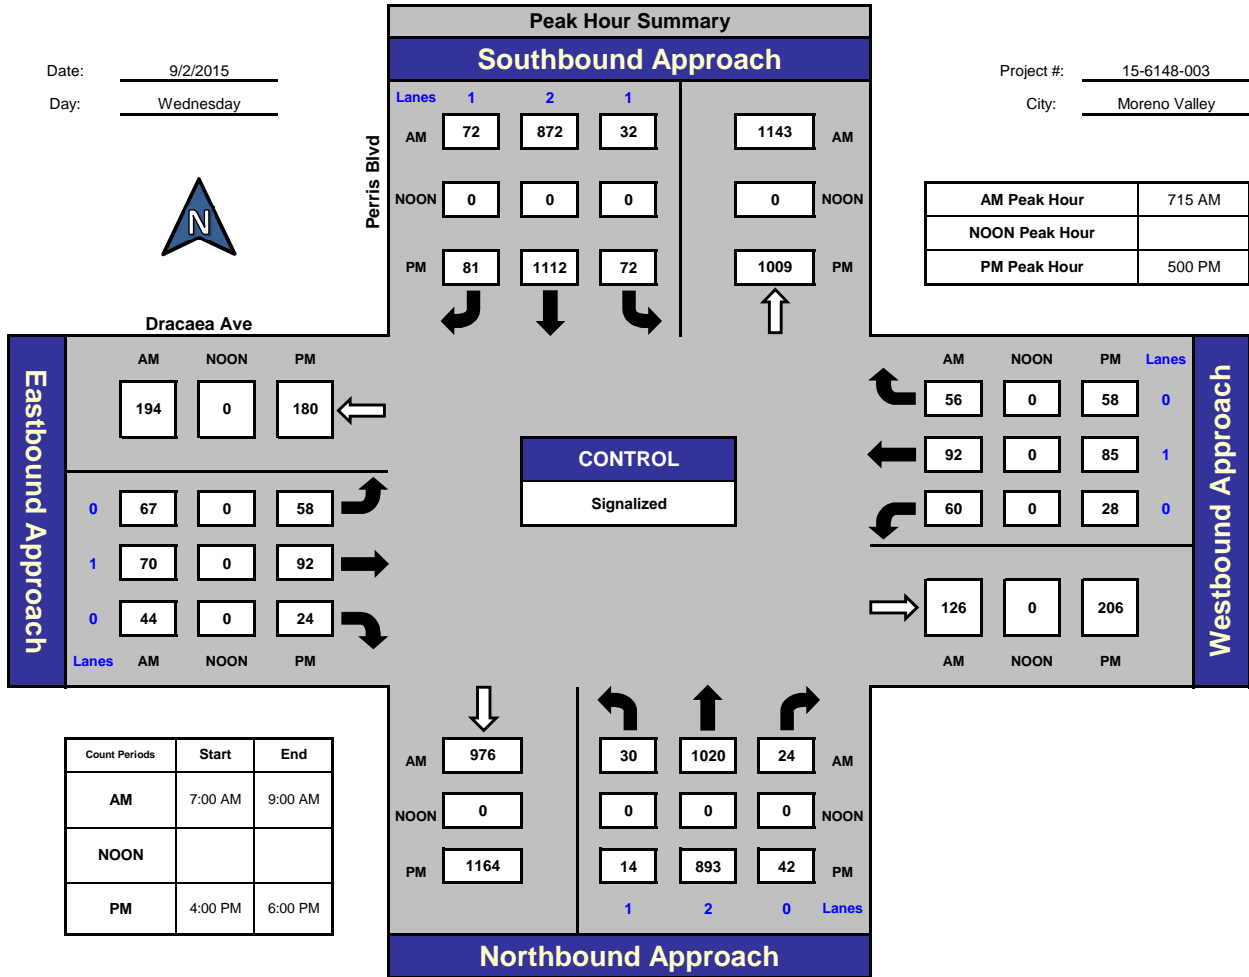 Peak Hour Summary
Southbound Approach
Date: 9/2/2015
Day: Wednesday
Project #: 15-6148-003
City: Moreno Valley
N
Perris Blvd
Lanes 1 2 1
AM 72 872 32 1143 AM
NOON 0 0 0 0 NOON
PM 81 1112 72 1009 PM
AM Peak Hour 715 AM
NOON Peak Hour
PM Peak Hour 500 PM
Dracaea Ave
Eastbound Approach
AM NOON PM
194 0 180
0 67 0 58
1 70 0 92
0 44 0 24
Lanes AM NOON PM
CONTROL
Signalized
AM NOON PM Lanes
56 0 58 0
92 0 85 1
60 0 28 0
126 0 206
AM NOON PM
Westbound Approach
Count Periods Start End
AM 7:00 AM 9:00 AM
NOON
PM 4:00 PM 6:00 PM
AM 976 30 1020 24 AM
NOON 0 0 0 0 NOON
PM 1164 14 893 42 PM
1 2 0 Lanes
Northbound Approach